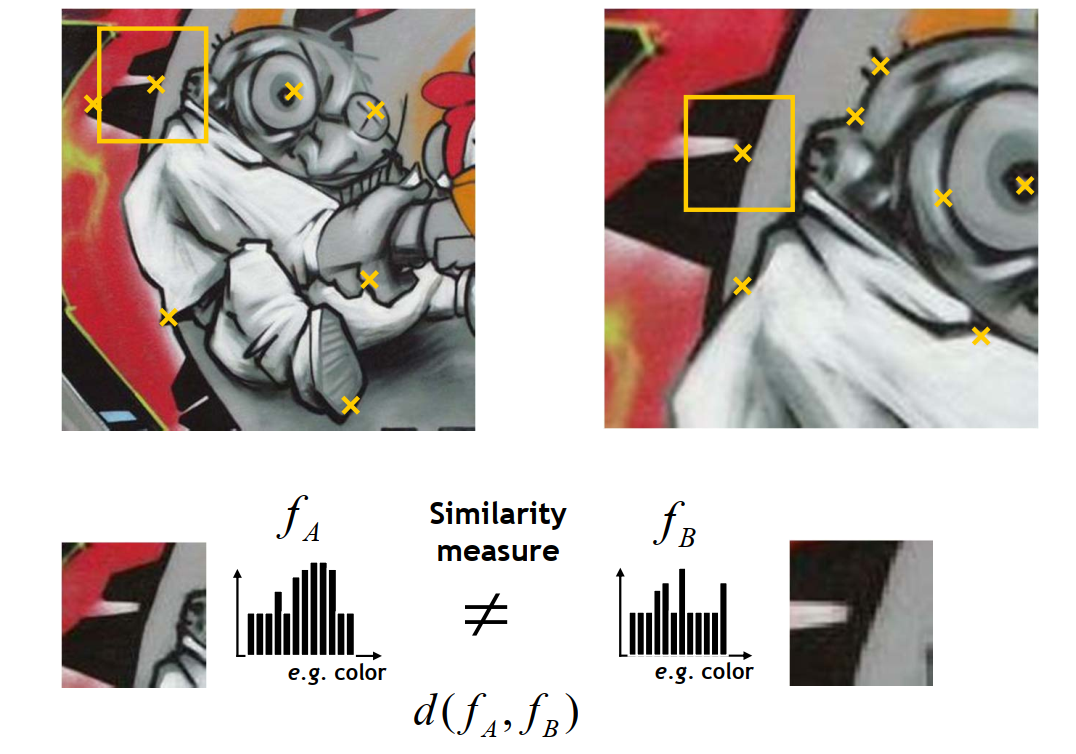 f_A
Similarity
measure
f_B
≠
e.g. color
e.g. color
d(f_A, f_B)